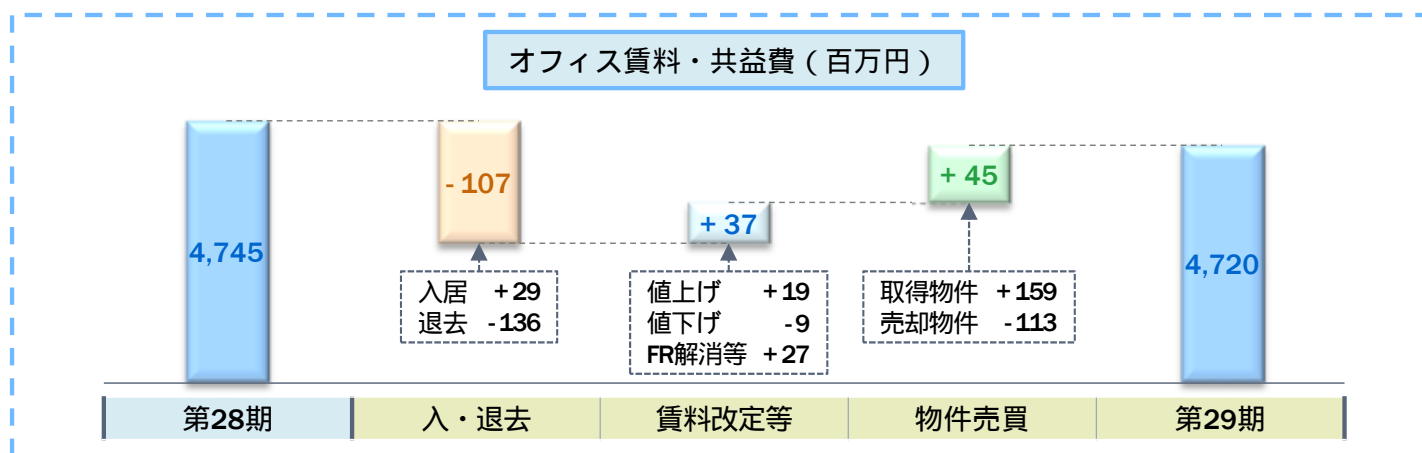 オフィス賃料・共益費（百万円）
4,745
- 107
+ 37
+ 45
4,720
入居 +29
退去 -136
値上げ +19
値下げ -9
FR解消等 +27
取得物件 +159
売却物件 -113
第28期
入・退去
賃料改定等
物件売買
第29期